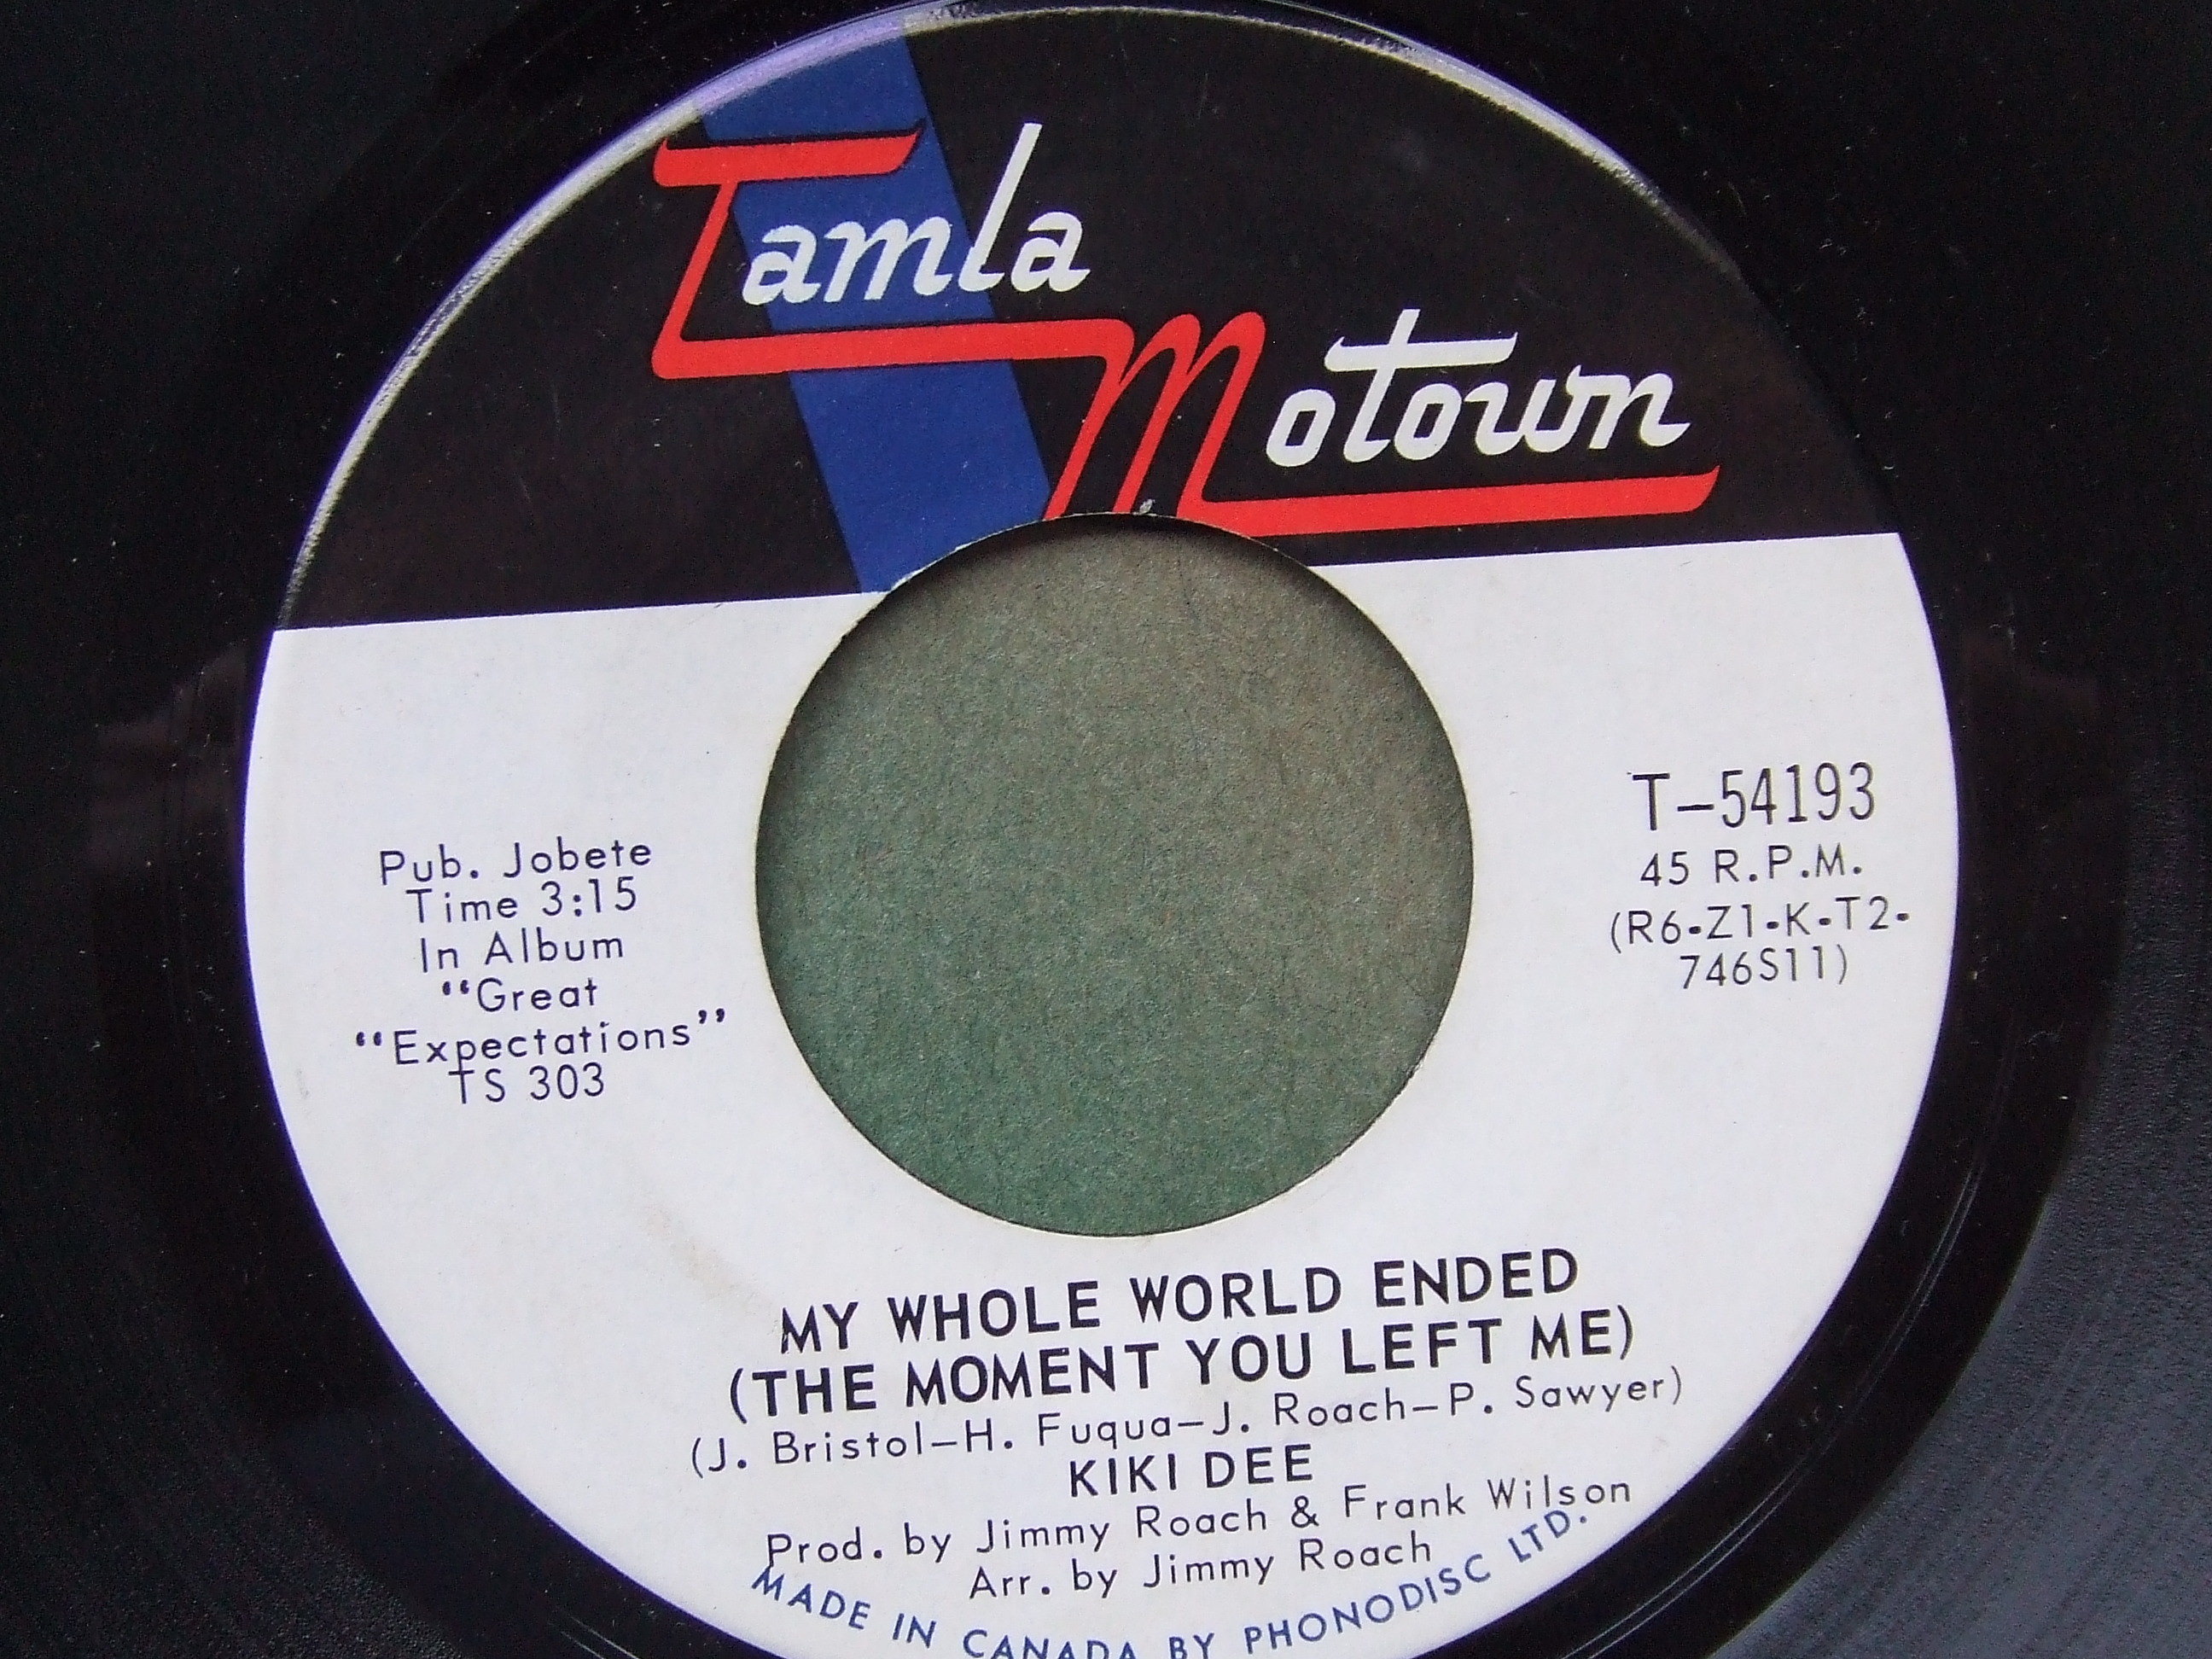 Tamla
Motown
Pub. Jobete
Time 3:15
In Album
“Great
“Expectations”
TS 303
T—54193
45 R.P.M.
(R6-Z1-K-T2-
746S11)
MY WHOLE WORLD ENDED
(THE MOMENT YOU LEFT ME)
(J. Bristol—H. Fuqua—J. Roach—P. Sawyer)
KIKI DEE
Prod. by Jimmy Roach & Frank Wilson
Arr. by Jimmy Roach
MADE IN CANADA BY PHONODISC LTD.